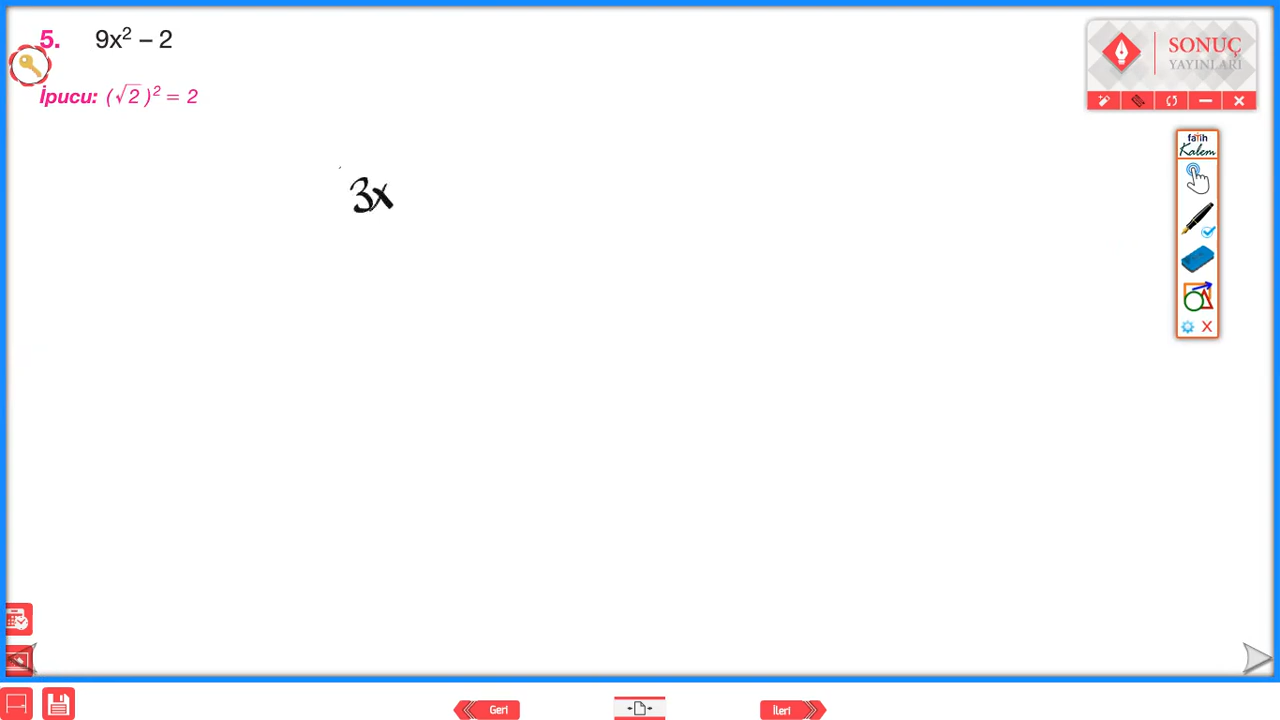 5. 9x² – 2
İpucu: (√2)² = 2
3x
SONUÇ
YAYINLARI
fatih
Kalem
Geri
İleri